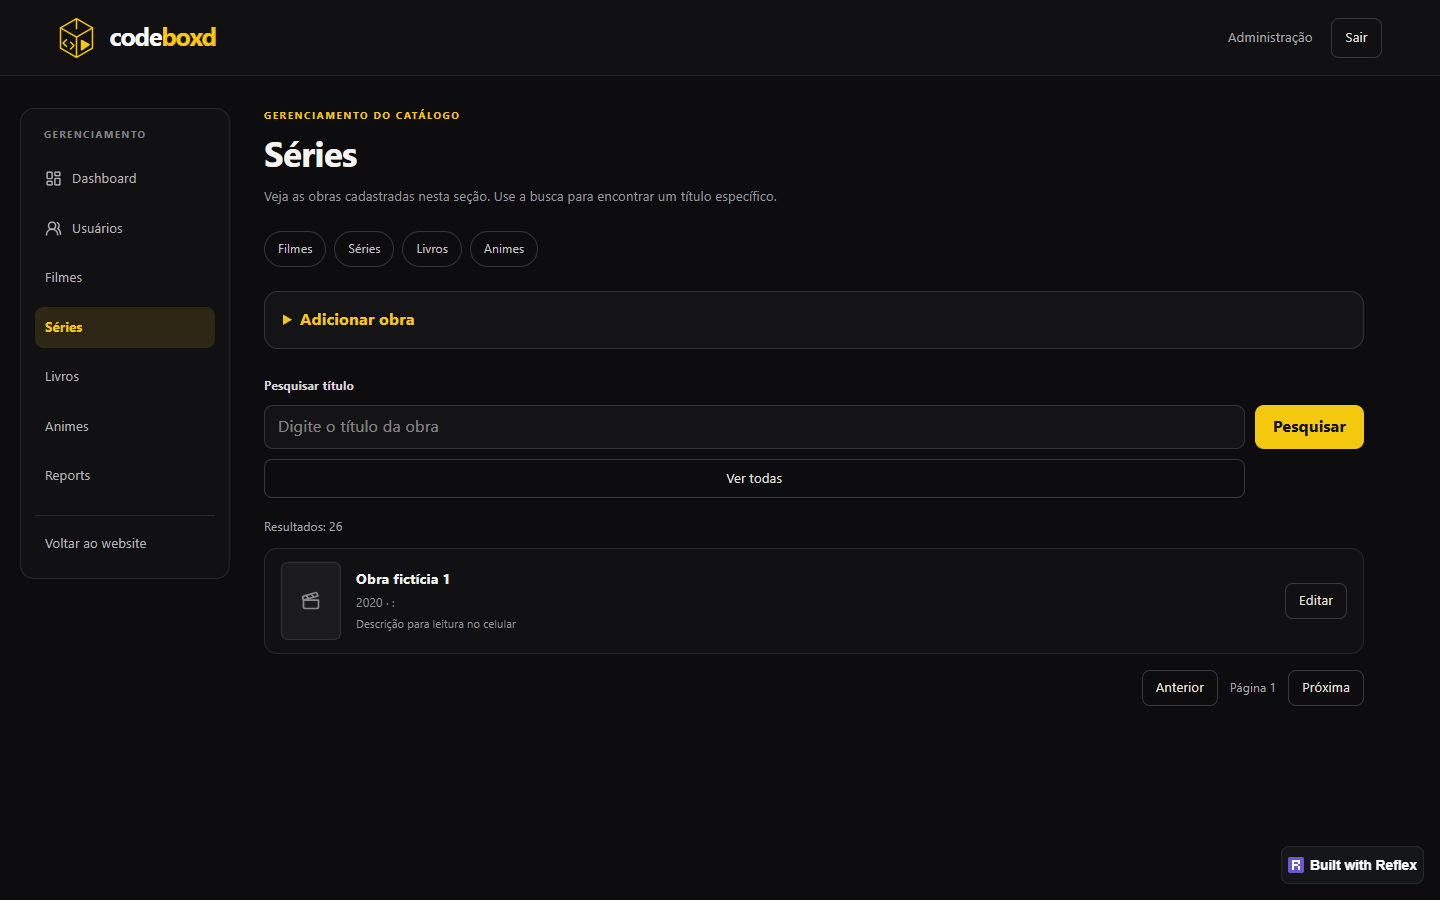 codeboxd
Administração
Sair
GERENCIAMENTO
Dashboard
Usuários
Filmes
Séries
Livros
Animes
Reports
Voltar ao website
GERENCIAMENTO DO CATÁLOGO
Séries
Veja as obras cadastradas nesta seção. Use a busca para encontrar um título específico.
Filmes Séries Livros Animes
Adicionar obra
Pesquisar título
Digite o título da obra
Pesquisar
Ver todas
Resultados: 26
Obra fictícia 1
2020 · :
Descrição para leitura no celular
Editar
Anterior Página 1 Próxima
Built with Reflex